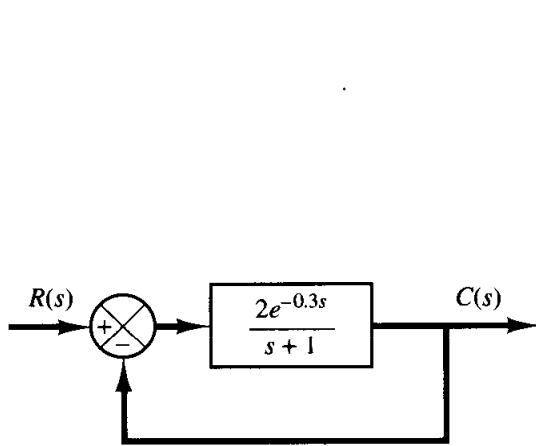 R(s)
+
−
2e^{-0.3s}
s + 1
C(s)